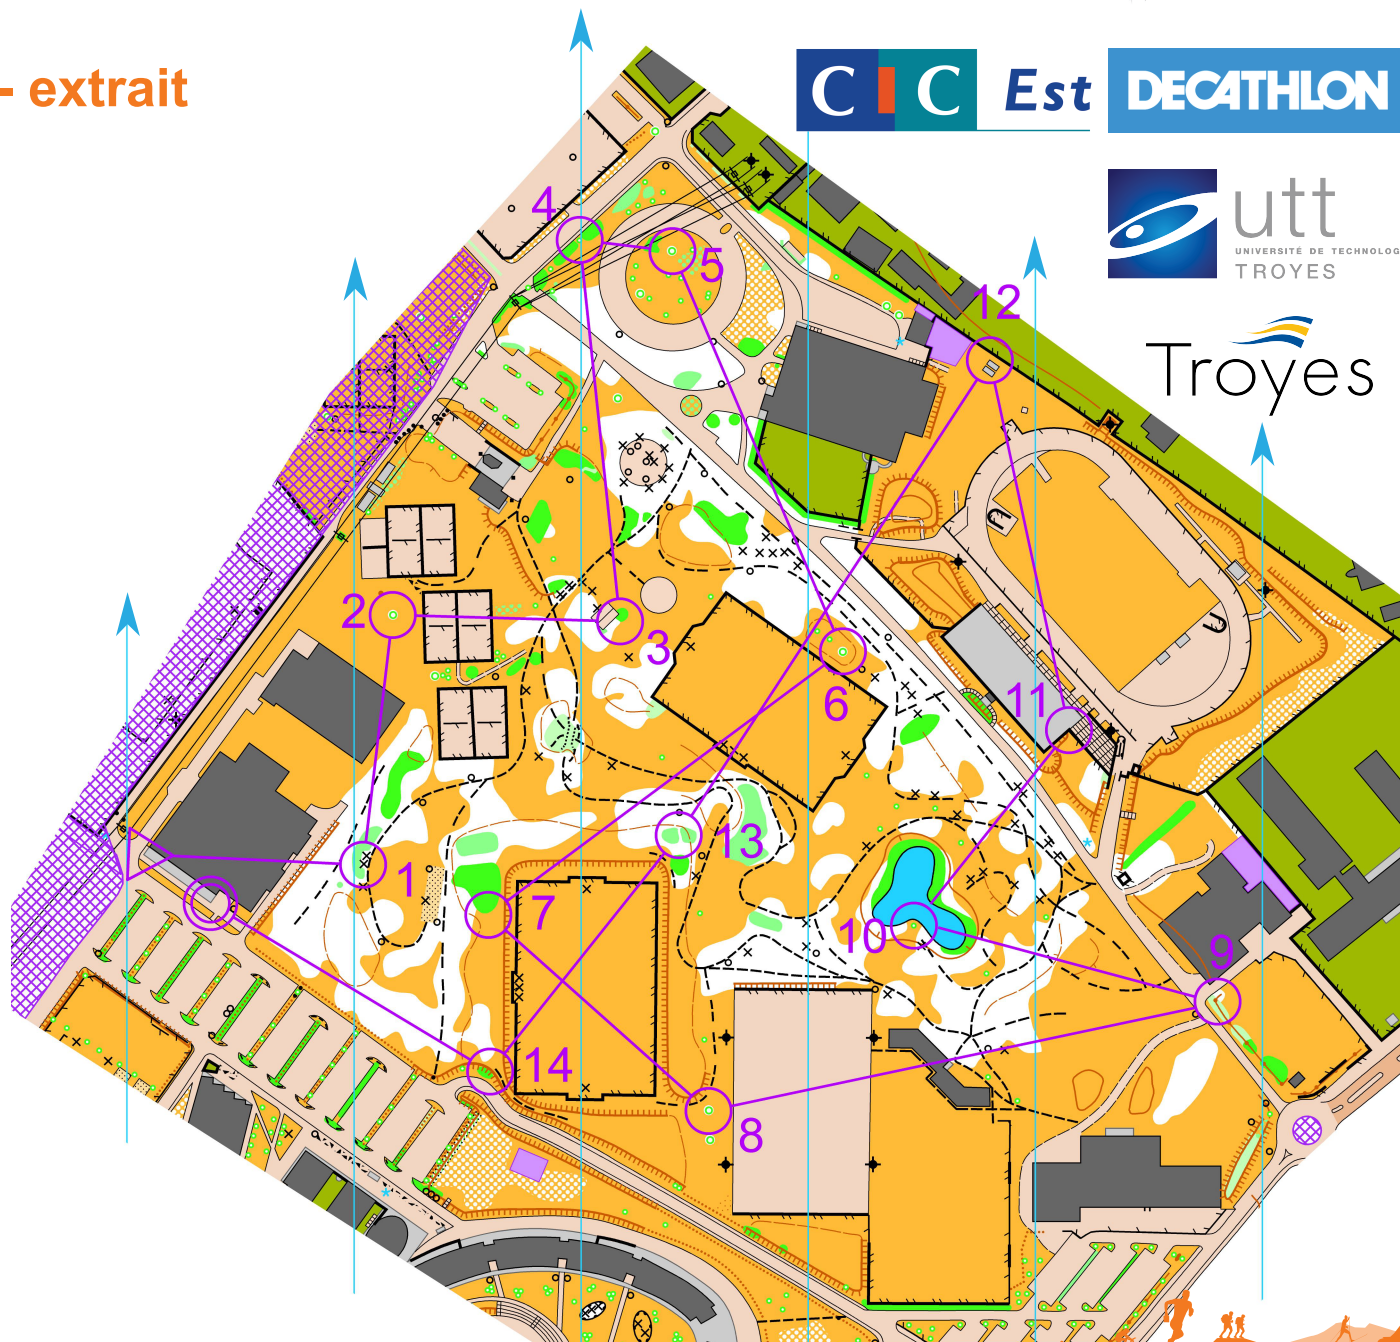 - extrait
CIC Est
DECATHLON
utt
UNIVERSITÉ DE TECHNOLOG
TROYES
Troyes
4
5
12
2
3
6
11
1
13
7
10
9
14
8